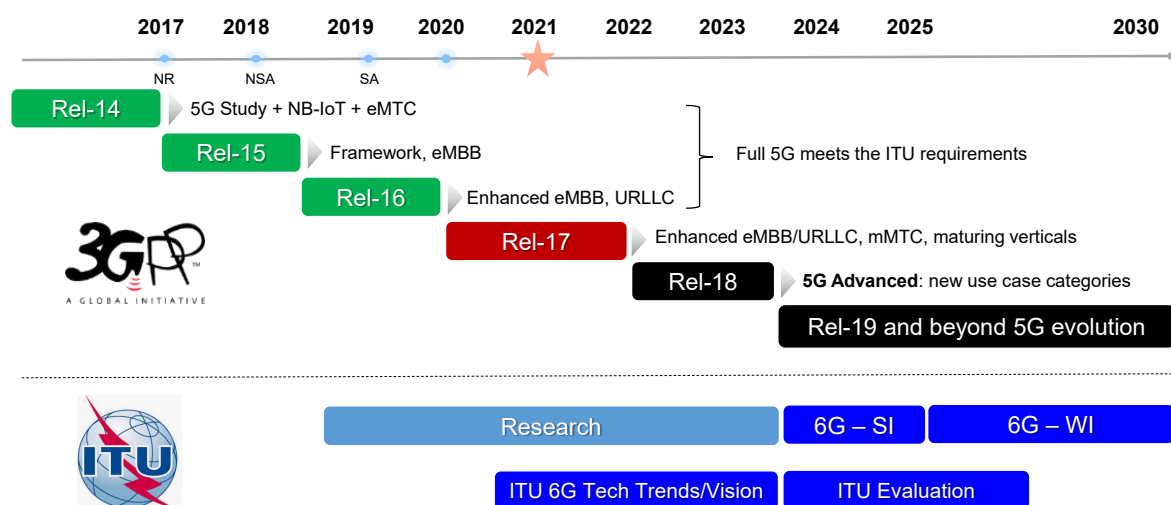 2017 2018 2019 2020 2021 2022 2023 2024 2025 2030
NR NSA SA
Rel-14 5G Study + NB-IoT + eMTC
Rel-15 Framework, eMBB
Full 5G meets the ITU requirements
Rel-16 Enhanced eMBB, URLLC
Rel-17 Enhanced eMBB/URLLC, mMTC, maturing verticals
3GPP™
A GLOBAL INITIATIVE
Rel-18 5G Advanced: new use case categories
Rel-19 and beyond 5G evolution
Research 6G – SI 6G – WI
ITU
ITU 6G Tech Trends/Vision ITU Evaluation